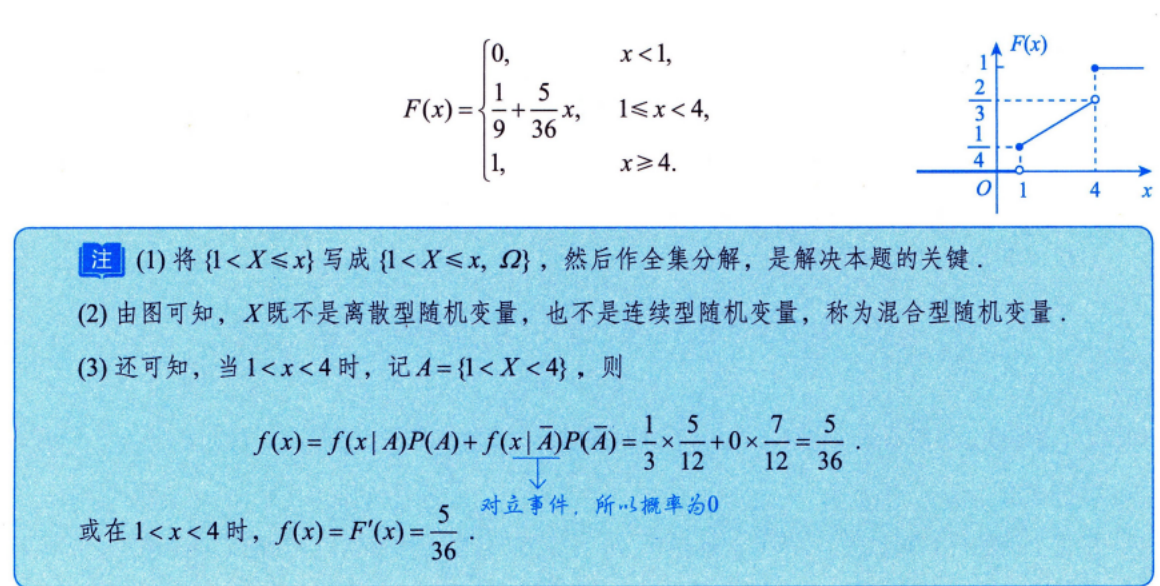 F(x) = { 0, x < 1,
1/9 + 5/36 x, 1 ⩽ x < 4,
1, x ⩾ 4.
F(x)
1
2/3
1/4
O 1 4 x
注 (1) 将 {1 < X ⩽ x} 写成 {1 < X ⩽ x, Ω} ，然后作全集分解，是解决本题的关键．
(2) 由图可知，X既不是离散型随机变量，也不是连续型随机变量，称为混合型随机变量．
(3) 还可知，当 1 < x < 4 时，记 A = {1 < X < 4} ，则
f(x) = f(x | A)P(A) + f(x | A̅)P(A̅) = 1/3 × 5/12 + 0 × 7/12 = 5/36 .
对立事件，所以概率为0
或在 1 < x < 4 时，f(x) = F′(x) = 5/36 .